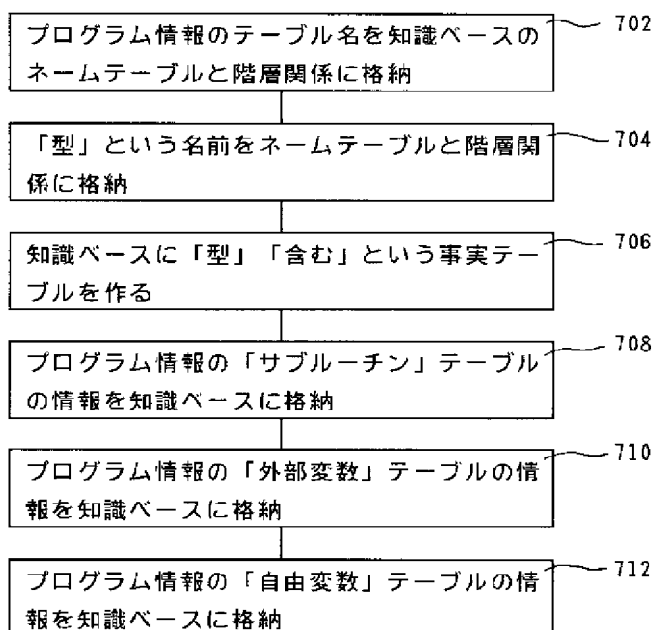 プログラム情報のテーブル名を知識ベースの
ネームテーブルと階層関係に格納
702
「型」という名前をネームテーブルと階層関
係に格納
704
知識ベースに「型」「含む」という事実テー
ブルを作る
706
プログラム情報の「サブルーチン」テーブル
の情報を知識ベースに格納
708
プログラム情報の「外部変数」テーブルの情
報を知識ベースに格納
710
プログラム情報の「自由変数」テーブルの情
報を知識ベースに格納
712